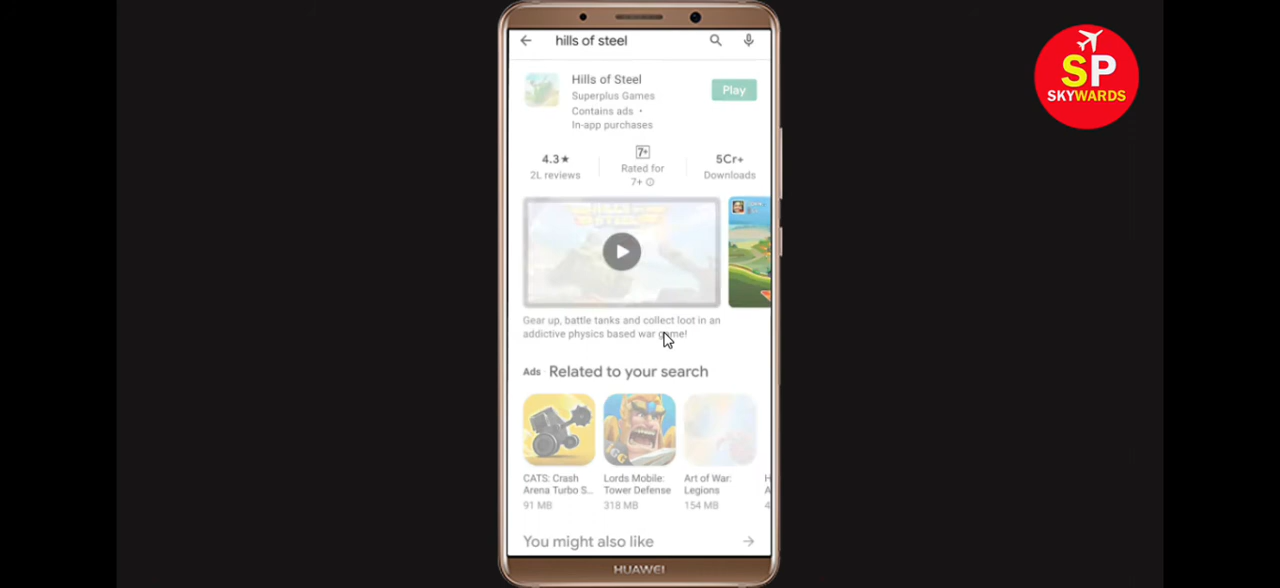 hills of steel
SP
SKYWARDS
Hills of Steel
Superplus Games
Contains ads •
In-app purchases
Play
4.3★
2L reviews
7+
Rated for
7+
5Cr+
Downloads
Gear up, battle tanks and collect loot in an
addictive physics based war game!
Ads Related to your search
IGG
CATS: Crash
Arena Turbo S...
91 MB
Lords Mobile:
Tower Defense
318 MB
Art of War:
Legions
154 MB
H
A
4
You might also like
HUAWEI